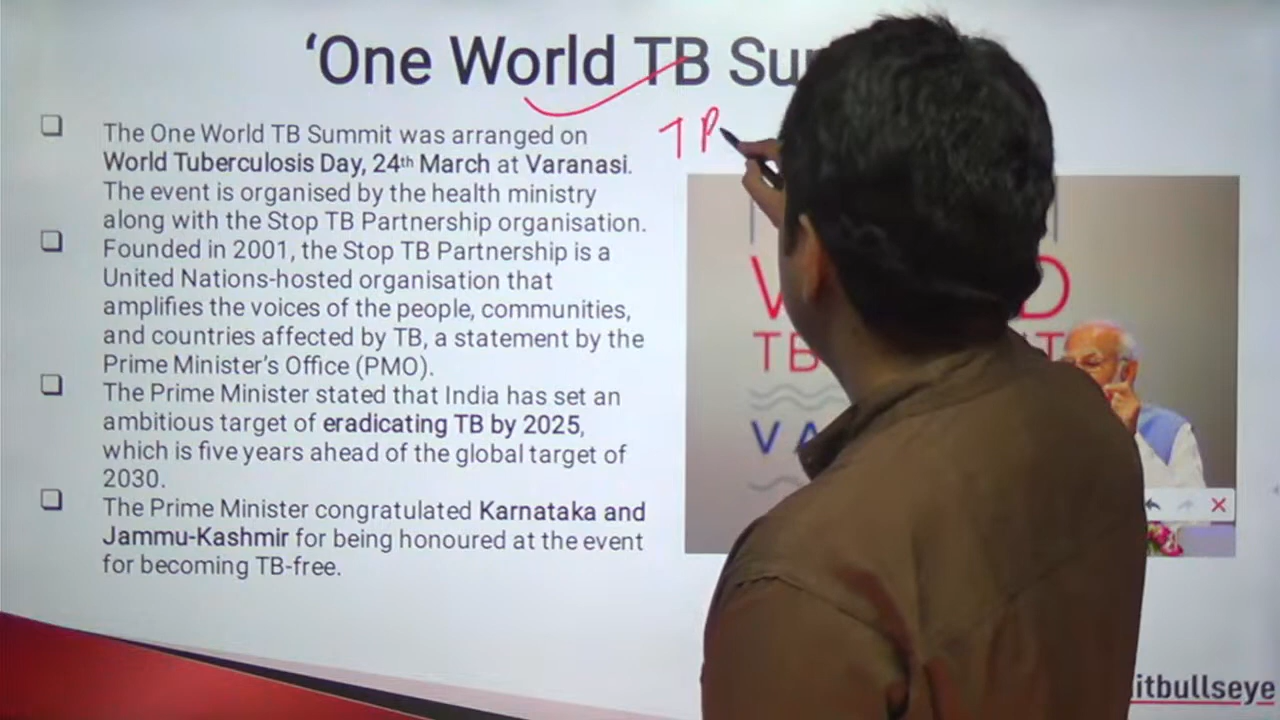 ‘One World TB Su
T P
❑ The One World TB Summit was arranged on
World Tuberculosis Day, 24th March at Varanasi.
The event is organised by the health ministry
along with the Stop TB Partnership organisation.
❑ Founded in 2001, the Stop TB Partnership is a
United Nations-hosted organisation that
amplifies the voices of the people, communities,
and countries affected by TB, a statement by the
Prime Minister’s Office (PMO).
❑ The Prime Minister stated that India has set an
ambitious target of eradicating TB by 2025,
which is five years ahead of the global target of
2030.
❑ The Prime Minister congratulated Karnataka and
Jammu-Kashmir for being honoured at the event
for becoming TB-free.
W D
TB IT
VA
itbullseye